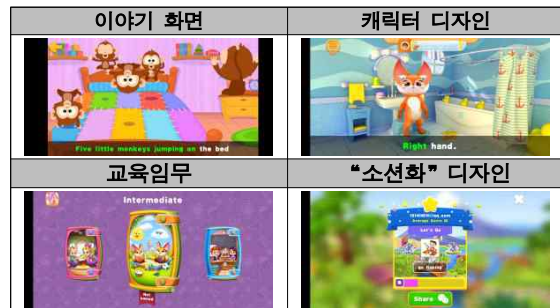 이야기 화면
캐릭터 디자인
Five little monkeys jumping on the bed
Right hand.
교육임무
“소션화” 디자인
Intermediate
Let's Go
Share